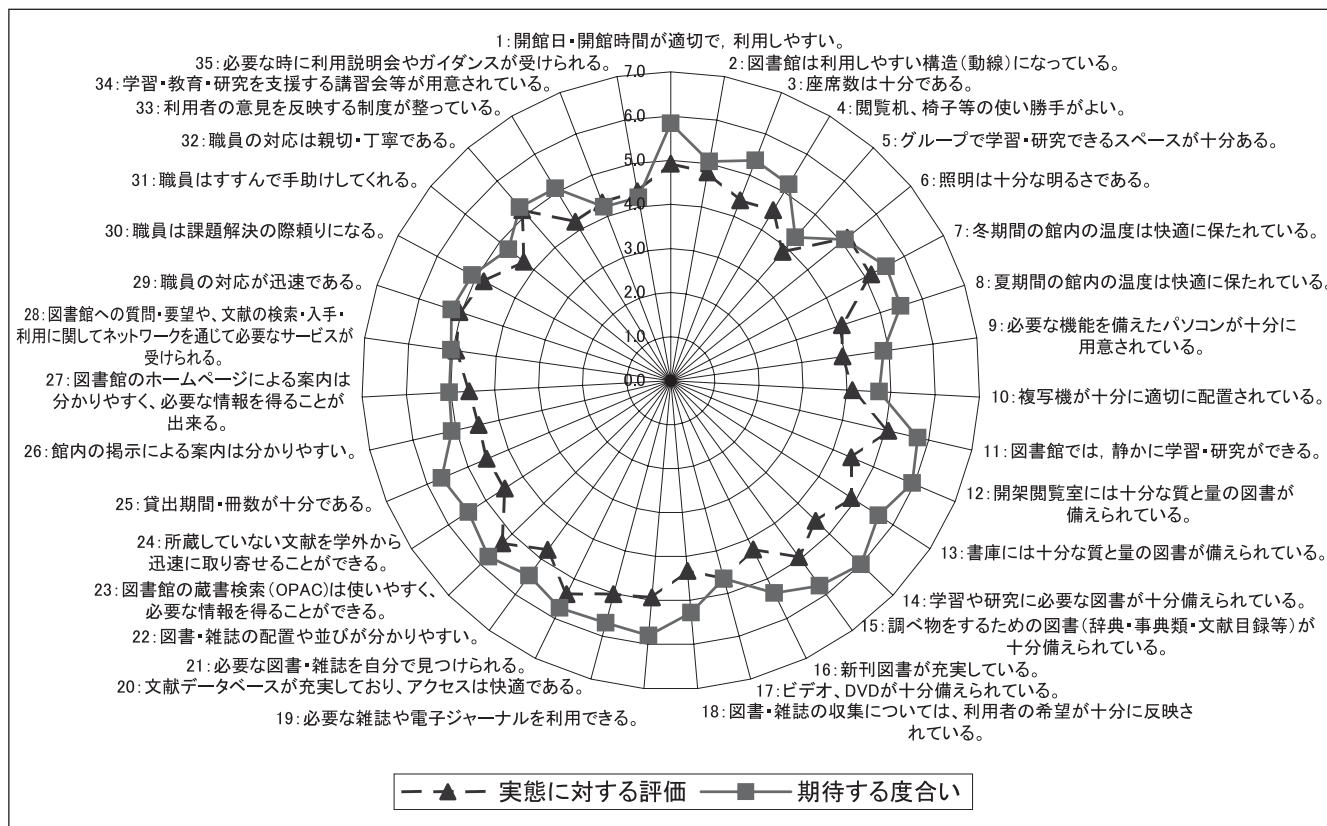 1：開館日・開館時間が適切で，利用しやすい。
2：図書館は利用しやすい構造（動線）になっている。
3：座席数は十分である。
4：閲覧机、椅子等の使い勝手がよい。
5：グループで学習・研究できるスペースが十分ある。
6：照明は十分な明るさである。
7：冬期間の館内の温度は快適に保たれている。
8：夏期間の館内の温度は快適に保たれている。
9：必要な機能を備えたパソコンが十分に
用意されている。
10：複写機が十分に適切に配置されている。
11：図書館では，静かに学習・研究ができる。
12：開架閲覧室には十分な質と量の図書が
備えられている。
13：書庫には十分な質と量の図書が備えられている。
14：学習や研究に必要な図書が十分備えられている。
15：調べ物をするための図書（辞典・事典類・文献目録等）が
十分備えられている。
16：新刊図書が充実している。
17：ビデオ、DVDが十分備えられている。
18：図書・雑誌の収集については、利用者の希望が十分に反映さ
れている。
19：必要な雑誌や電子ジャーナルを利用できる。
20：文献データベースが充実しており、アクセスは快適である。
21：必要な図書・雑誌を自分で見つけられる。
22：図書・雑誌の配置や並びが分かりやすい。
23：図書館の蔵書検索（OPAC）は使いやすく、
必要な情報を得ることができる。
24：所蔵していない文献を学外から
迅速に取り寄せることができる。
25：貸出期間・冊数が十分である。
26：館内の掲示による案内は分かりやすい。
27：図書館のホームページによる案内は
分かりやすく、必要な情報を得ることが
出来る。
28：図書館への質問・要望や、文献の検索・入手・
利用に関してネットワークを通じて必要なサービスが
受けられる。
29：職員の対応が迅速である。
30：職員は課題解決の際頼りになる。
31：職員はすすんで手助けしてくれる。
32：職員の対応は親切・丁寧である。
33：利用者の意見を反映する制度が整っている。
34：学習・教育・研究を支援する講習会等が用意されている。
35：必要な時に利用説明会やガイダンスが受けられる。
7.0
6.0
5.0
4.0
3.0
2.0
1.0
0.0
実態に対する評価
期待する度合い